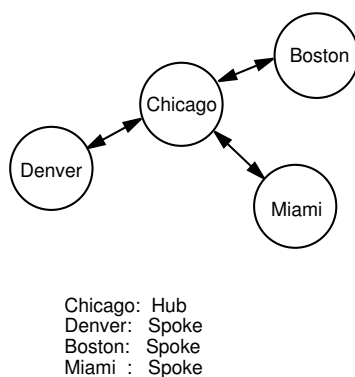 Boston
Chicago
Denver
Miami
Chicago: Hub
Denver: Spoke
Boston: Spoke
Miami : Spoke